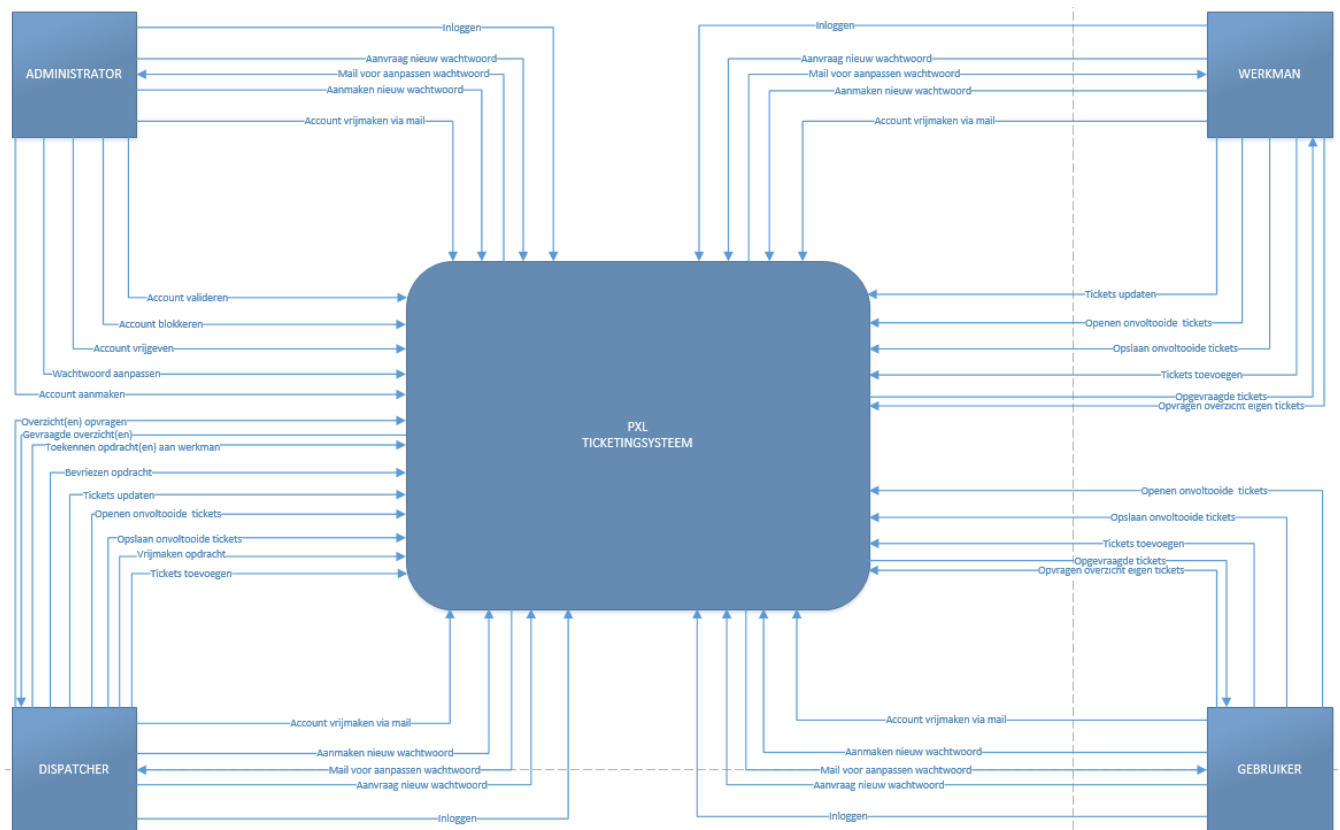 Inloggen
Aanvraag nieuw wachtwoord
Mail voor aanpassen wachtwoord
Aanmaken nieuw wachtwoord
Account vrijmaken via mail
ADMINISTRATOR
Inloggen
Aanvraag nieuw wachtwoord
Mail voor aanpassen wachtwoord
Aanmaken nieuw wachtwoord
Account vrijmaken via mail
WERKMAN
Account valideren
Account blokkeren
Account vrijgeven
Wachtwoord aanpassen
Account aanmaken
Overzicht(en) opvragen
Gevraagde overzicht(en)
Toekennen opdracht(en) aan werkman
Bevriezen opdracht
Tickets updaten
Openen onvoltooide tickets
Opslaan onvoltooide tickets
Vrijmaken opdracht
Tickets toevoegen
PXL
TICKETINGSYSTEEM
Tickets updaten
Openen onvoltooide tickets
Opslaan onvoltooide tickets
Tickets toevoegen
Opgevraagde tickets
Opvragen overzicht eigen tickets
Openen onvoltooide tickets
Opslaan onvoltooide tickets
Tickets toevoegen
Opgevraagde tickets
Opvragen overzicht eigen tickets
DISPATCHER
Account vrijmaken via mail
Aanmaken nieuw wachtwoord
Mail voor aanpassen wachtwoord
Aanvraag nieuw wachtwoord
Inloggen
Account vrijmaken via mail
Aanmaken nieuw wachtwoord
Mail voor aanpassen wachtwoord
Aanvraag nieuw wachtwoord
Inloggen
GEBRUIKER